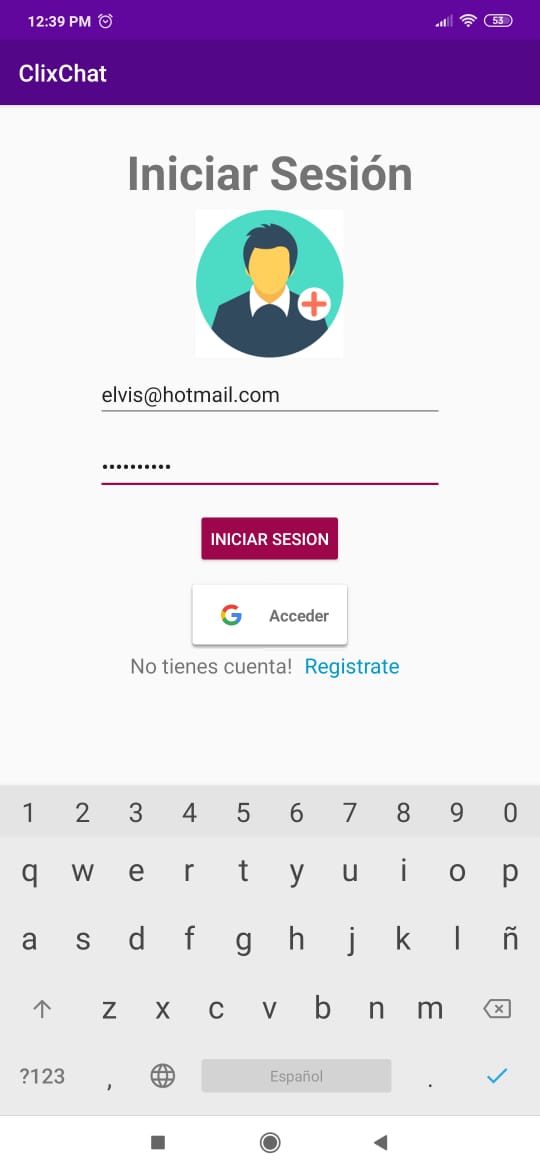 12:39 PM 53
ClixChat
Iniciar Sesión
elvis@hotmail.com
••••••••••
INICIAR SESION
G Acceder
No tienes cuenta! Registrate
1 2 3 4 5 6 7 8 9 0
q w e r t y u i o p
a s d f g h j k l ñ
z x c v b n m
?123 , Español .